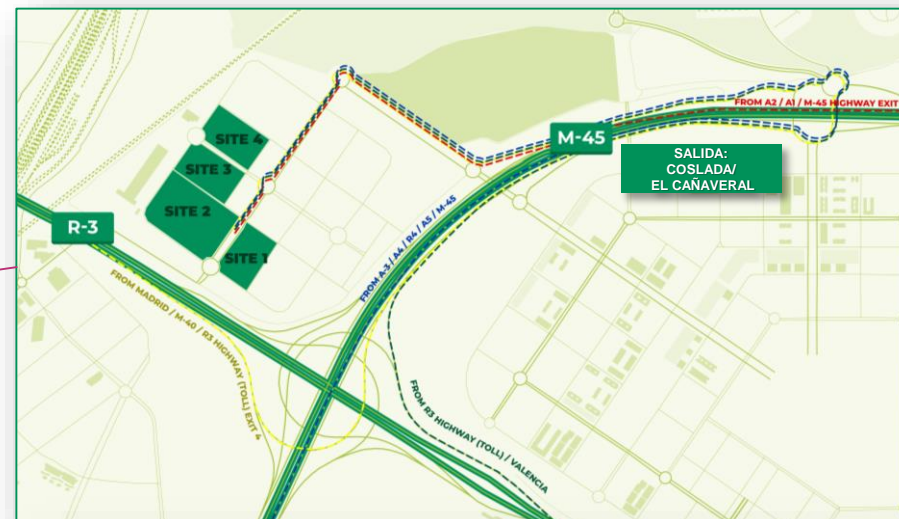 FROM A2 / A1 / M-45 HIGHWAY EXIT
M-45
SALIDA:
COSLADA/
EL CAÑAVERAL
SITE 4
SITE 3
SITE 2
SITE 1
R-3
FROM A-3 / A4 / R4 / A5 / M-45
FROM MADRID / M-40 / R3 HIGHWAY (TOLL) EXIT 4
FROM R3 HIGHWAY (TOLL) / VALENCIA